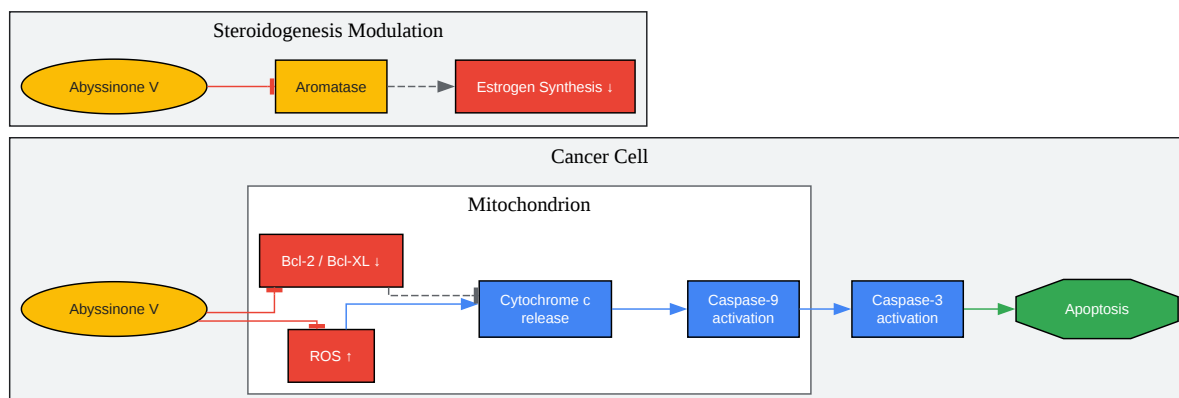 Steroidogenesis Modulation
Abyssinone V
Aromatase
Estrogen Synthesis ↓
Cancer Cell
Mitochondrion
Bcl-2 / Bcl-XL ↓
Abyssinone V
Cytochrome c
release
Caspase-9
activation
Caspase-3
activation
Apoptosis
ROS ↑